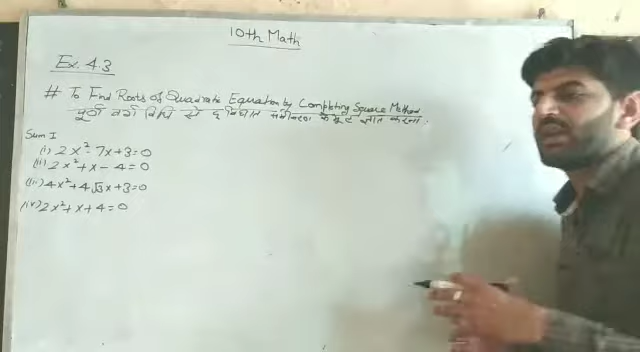 10th Math
Ex. 4.3
# To Find Roots of Quadratic Equation by Completing Square Method
पूर्ण वर्ग विधि से द्विघात समीकरण के मूल ज्ञात करना.
Sum I
(i) 2x² - 7x + 3 = 0
(ii) 2x² + x - 4 = 0
(iii) 4x² + 4√3x + 3 = 0
(iv) 2x² + x + 4 = 0